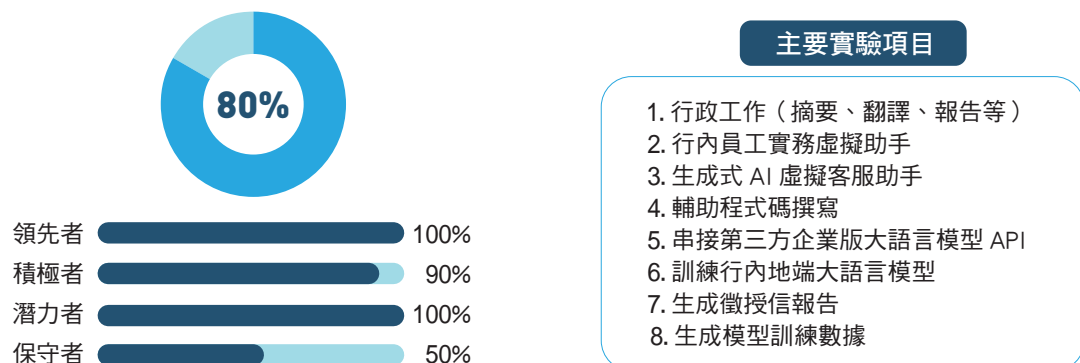 80%
領先者 100%
積極者 90%
潛力者 100%
保守者 50%
主要實驗項目
1. 行政工作（摘要、翻譯、報告等）
2. 行內員工實務虛擬助手
3. 生成式 AI 虛擬客服助手
4. 輔助程式碼撰寫
5. 串接第三方企業版大語言模型 API
6. 訓練行內地端大語言模型
7. 生成徵授信報告
8. 生成模型訓練數據